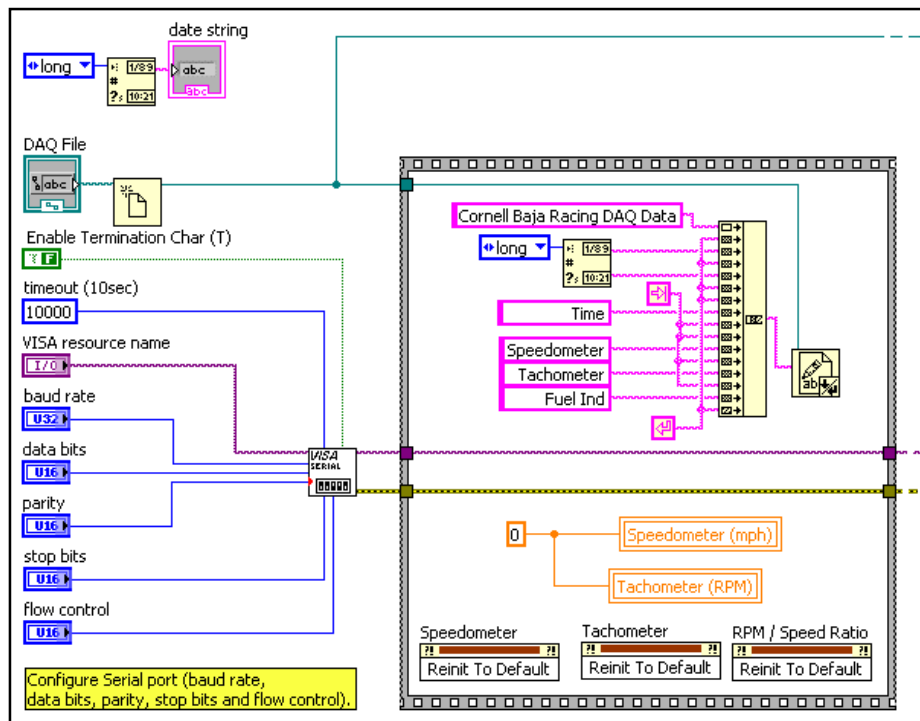 date string
long
1/89
#
?s 10:21
abc
abc
DAQ File
abc
Enable Termination Char (T)
F
timeout (10sec)
10000
VISA resource name
I/O
baud rate
U32
data bits
U16
parity
U16
stop bits
U16
flow control
U16
VISA
SERIAL
Configure Serial port (baud rate,
data bits, parity, stop bits and flow control).
Cornell Baja Racing DAQ Data
long
1/89
#
?s 10:21
Time
Speedometer
Tachometer
Fuel Ind
ab
0
Speedometer (mph)
Tachometer (RPM)
Speedometer
?! ?!
Reinit To Default
Tachometer
?! ?!
Reinit To Default
RPM / Speed Ratio
?! ?!
Reinit To Default